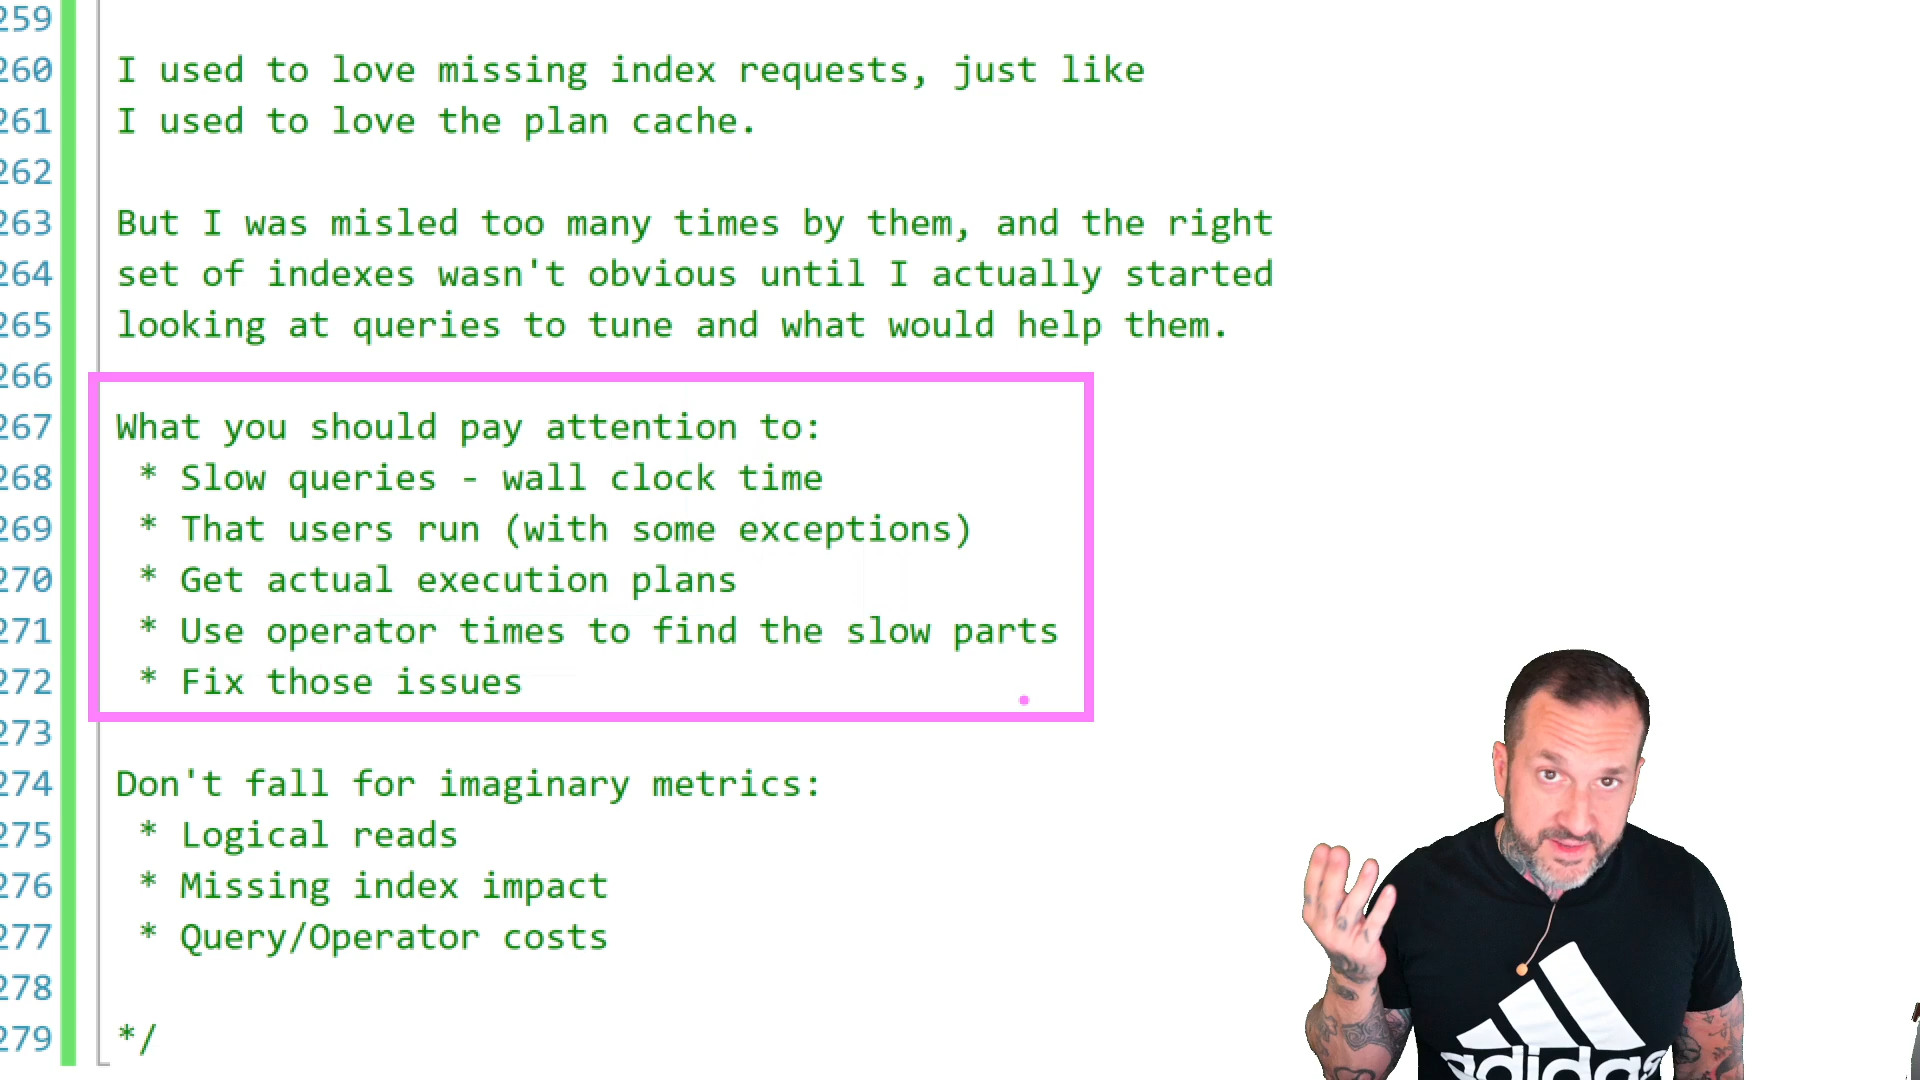 259
260 I used to love missing index requests, just like
261 I used to love the plan cache.
262
263 But I was misled too many times by them, and the right
264 set of indexes wasn't obvious until I actually started
265 looking at queries to tune and what would help them.
266
267 What you should pay attention to:
268 * Slow queries - wall clock time
269 * That users run (with some exceptions)
270 * Get actual execution plans
271 * Use operator times to find the slow parts
272 * Fix those issues
273
274 Don't fall for imaginary metrics:
275 * Logical reads
276 * Missing index impact
277 * Query/Operator costs
278
279 */
adidas